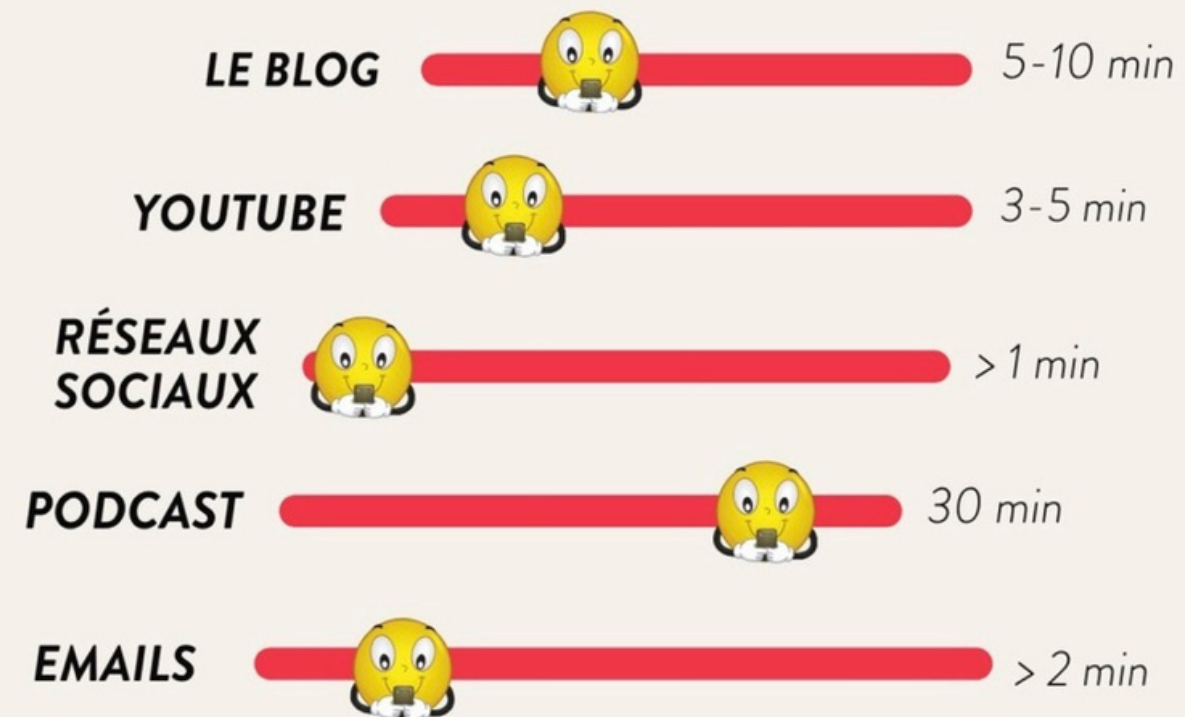 LE BLOG 5-10 min
YOUTUBE 3-5 min
RÉSEAUX
SOCIAUX > 1 min
PODCAST 30 min
EMAILS > 2 min